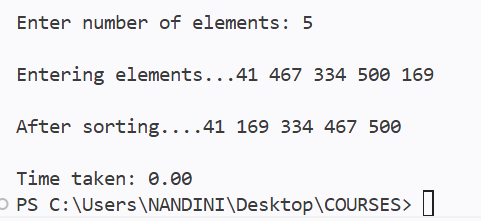 Enter number of elements: 5
Entering elements...41 467 334 500 169
After sorting....41 169 334 467 500
Time taken: 0.00
PS C:\Users\NANDINI\Desktop\COURSES>